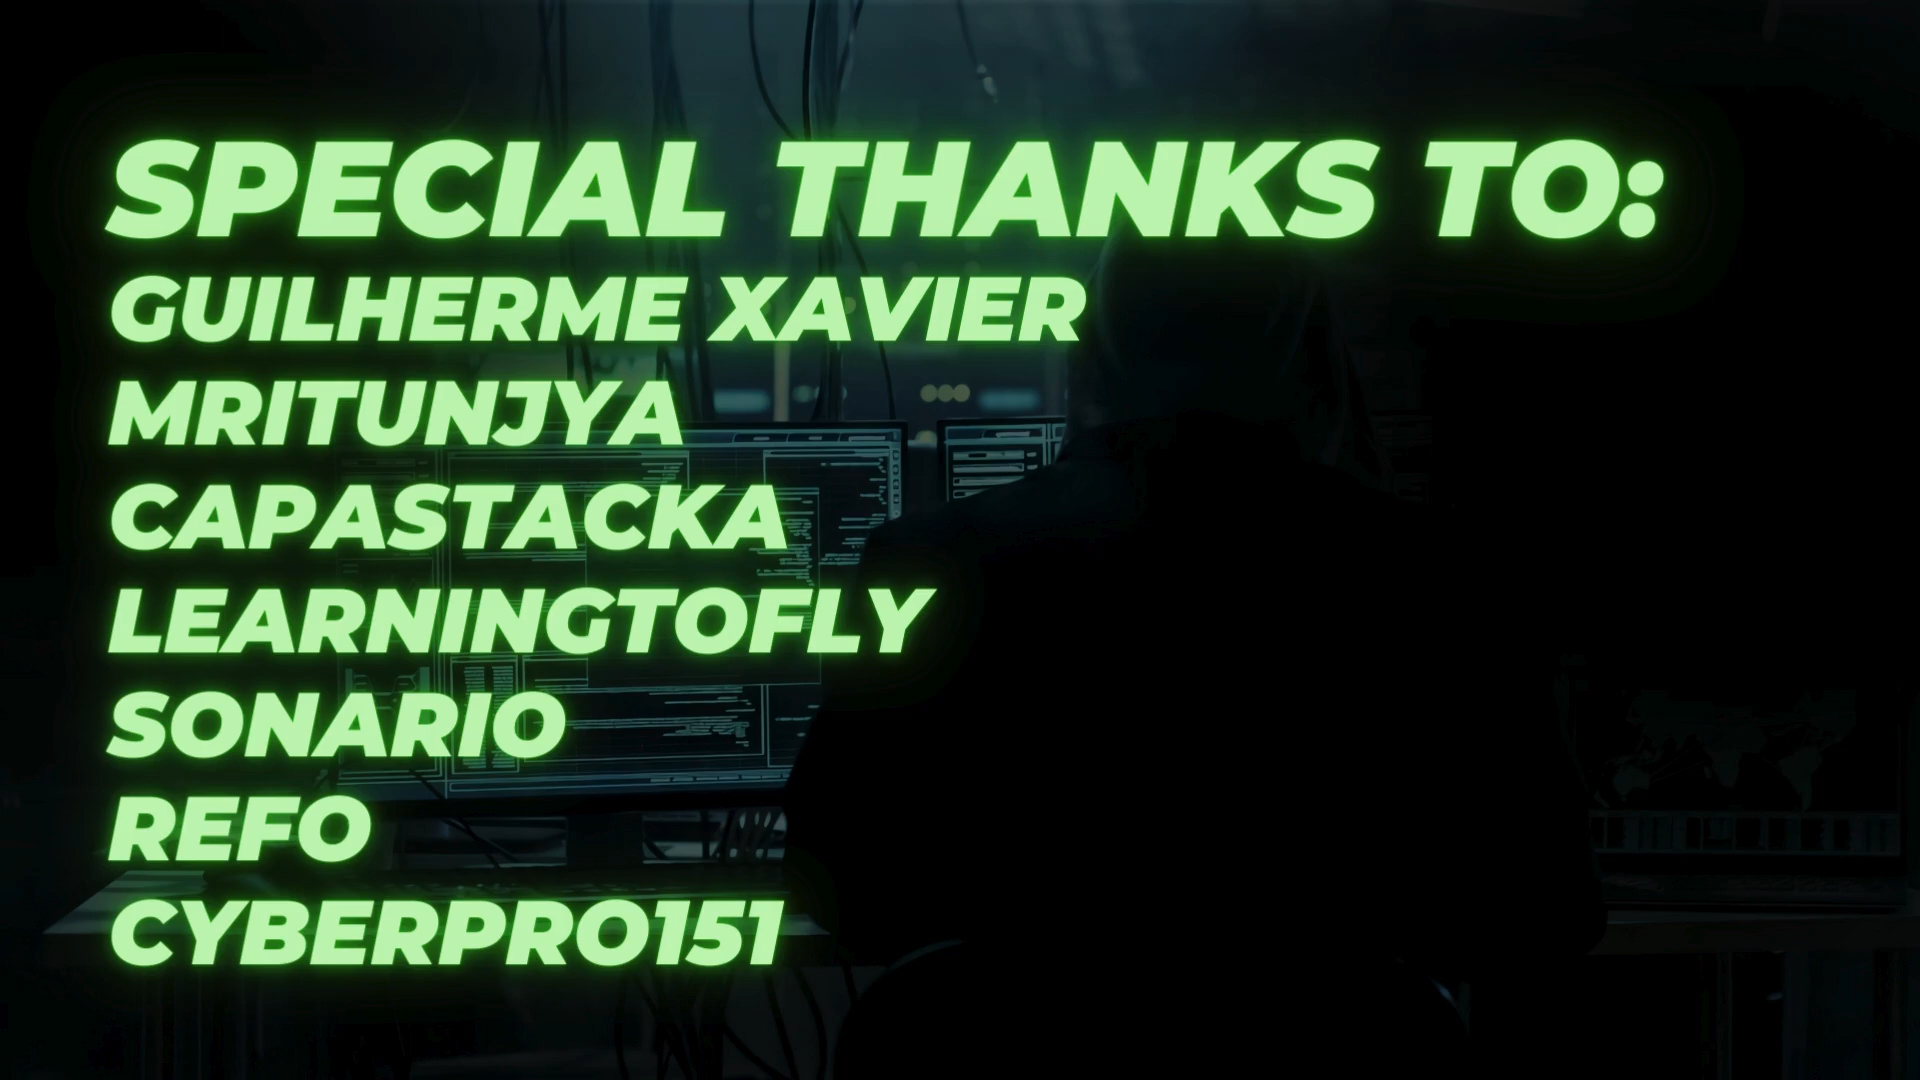 SPECIAL THANKS TO:
GUILHERME XAVIER
MRITUNJYA
CAPASTACKA
LEARNINGTOFLY
SONARIO
REFO
CYBERPRO151